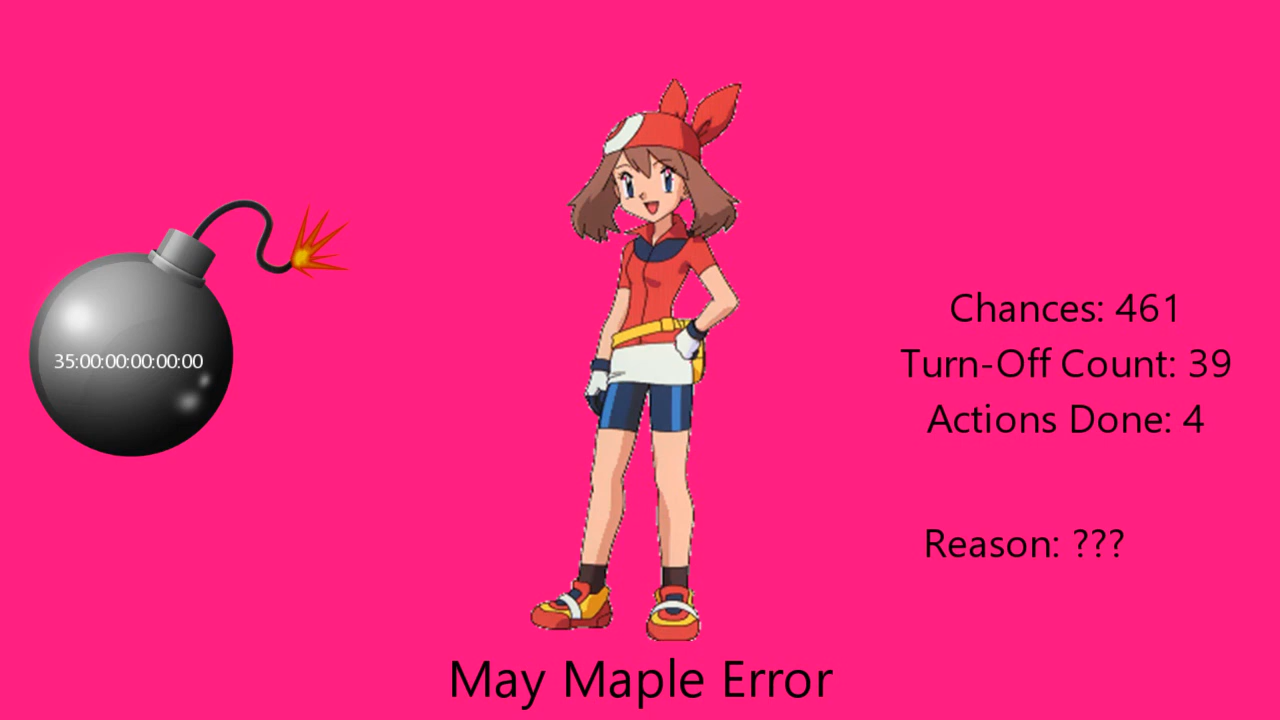 35:00:00:00:00:00
Chances: 461
Turn-Off Count: 39
Actions Done: 4
Reason: ???
May Maple Error